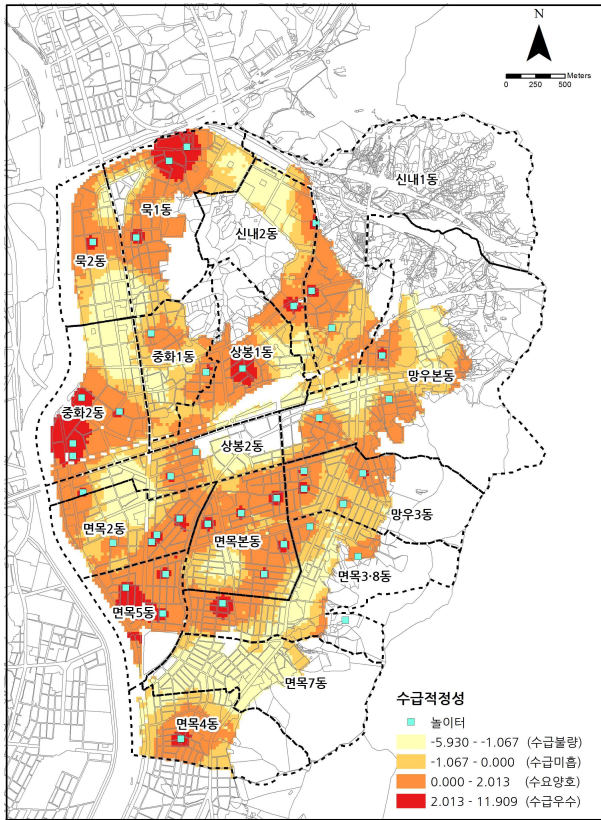 N
Meters
0 250 500
신내1동
묵1동
신내2동
묵2동
중화1동
상봉1동
망우본동
중화2동
상봉2동
면목2동
면목본동
망우3동
면목3·8동
면목5동
면목7동
면목4동
수급적정성
놀이터
-5.930 - -1.067 (수급불량)
-1.067 - 0.000 (수급미흡)
0.000 - 2.013 (수요양호)
2.013 - 11.909 (수급우수)